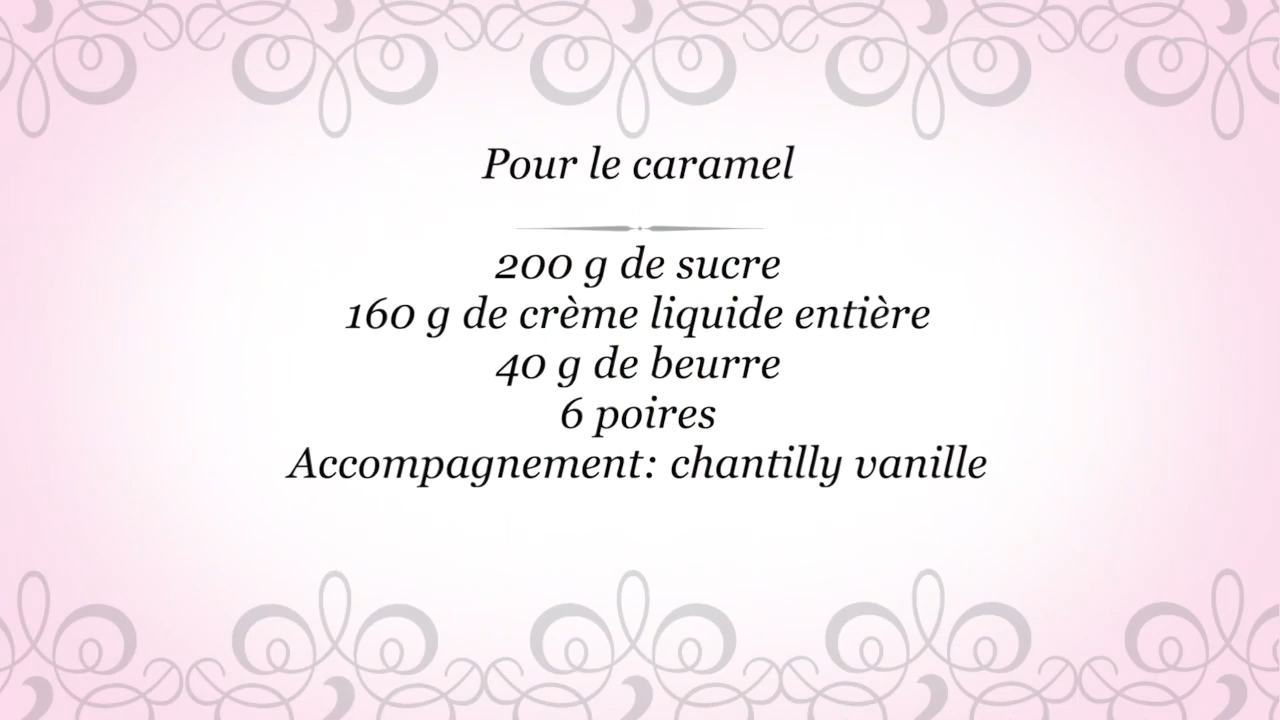 Pour le caramel
200 g de sucre
160 g de crème liquide entière
40 g de beurre
6 poires
Accompagnement: chantilly vanille